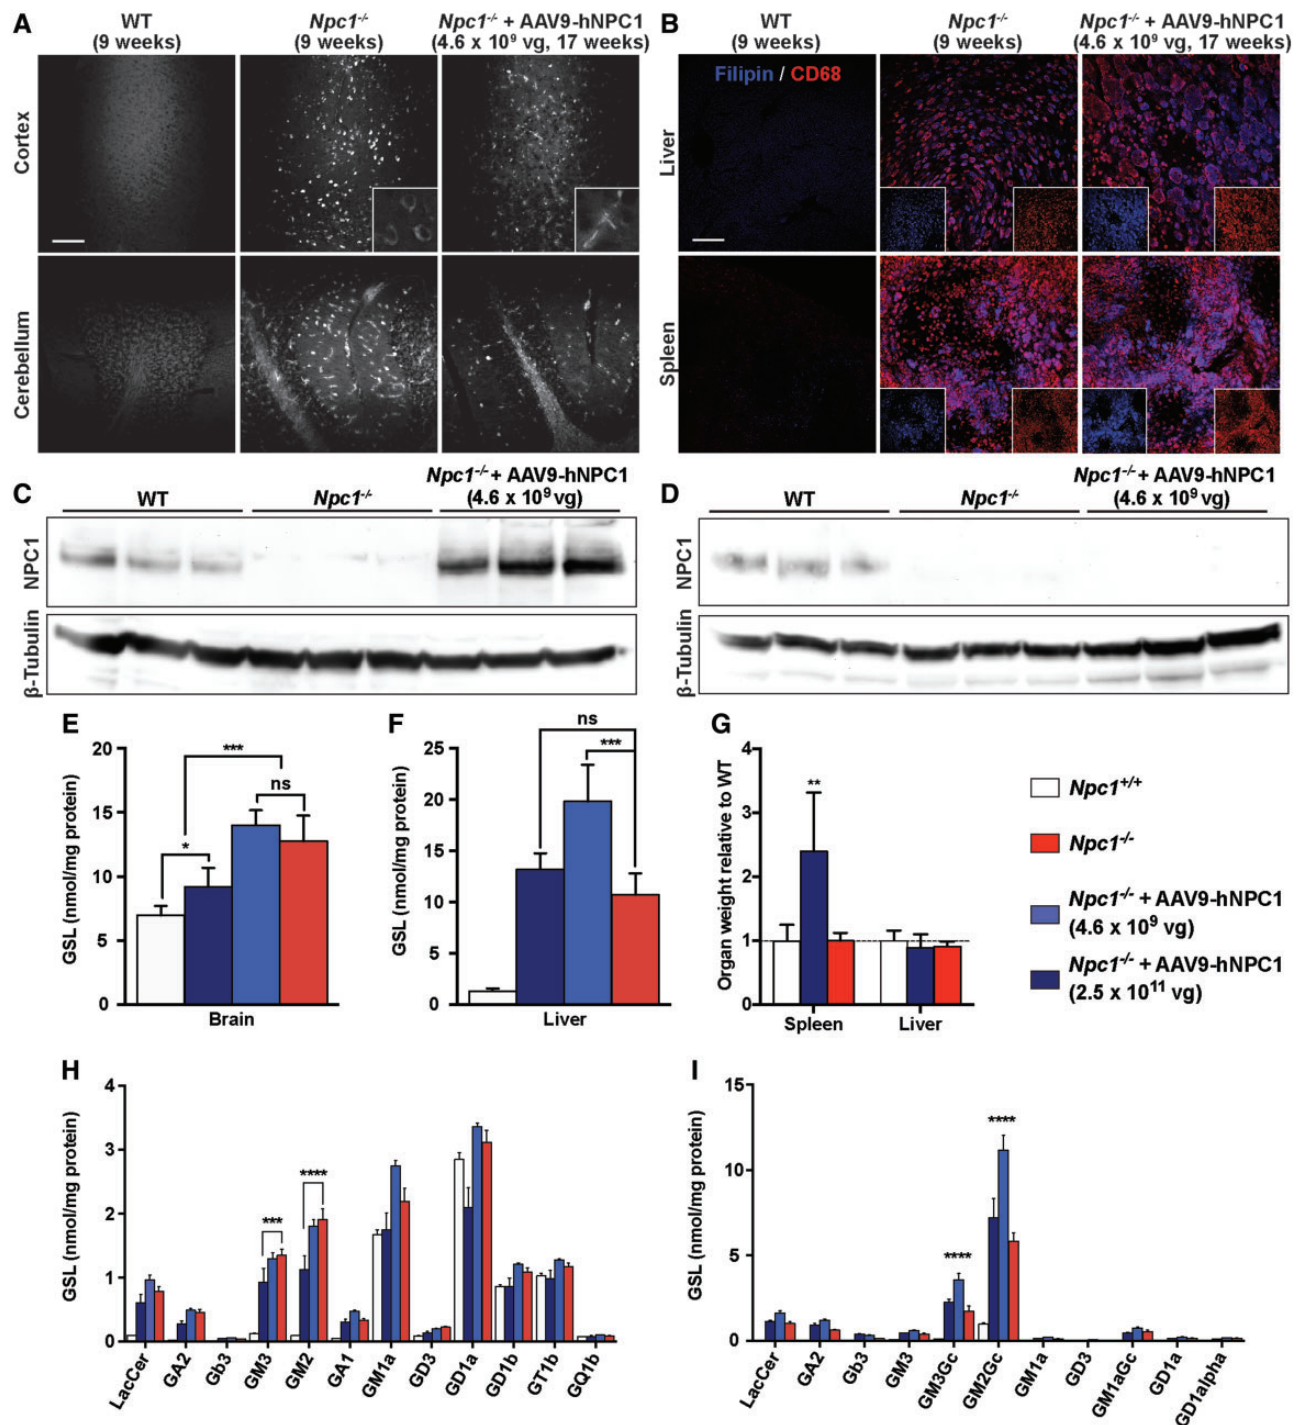 A
WT
(9 weeks)
Npc1-/-
(9 weeks)
Npc1-/- + AAV9-hNPC1
(4.6 x 10⁹ vg, 17 weeks)
Cortex
Cerebellum
B
WT
(9 weeks)
Npc1-/-
(9 weeks)
Npc1-/- + AAV9-hNPC1
(4.6 x 10⁹ vg, 17 weeks)
Filipin / CD68
Liver
Spleen
C
WT
Npc1-/-
Npc1-/- + AAV9-hNPC1
(4.6 x 10⁹ vg)
NPC1
β-Tubulin
D
WT
Npc1-/-
Npc1-/- + AAV9-hNPC1
(4.6 x 10⁹ vg)
NPC1
β-Tubulin
E
GSL (nmol/mg protein)
20
15
10
5
0
*
***
ns
Brain
F
GSL (nmol/mg protein)
25
20
15
10
5
0
ns
***
Liver
G
Organ weight relative to WT
4
3
2
1
0
**
Spleen
Liver
Npc1+/+
Npc1-/-
Npc1-/- + AAV9-hNPC1
(4.6 x 10⁹ vg)
Npc1-/- + AAV9-hNPC1
(2.5 x 10¹¹ vg)
H
GSL (nmol/mg protein)
4
3
2
1
0
***
****
LacCer
GA2
Gb3
GM3
GM2
GA1
GM1a
GD3
GD1a
GD1b
GT1b
GQ1b
I
GSL (nmol/mg protein)
15
10
5
0
****
****
LacCer
GA2
Gb3
GM3
GM3Gc
GM2Gc
GM1a
GD3
GM1aGc
GD1a
GD1alpha